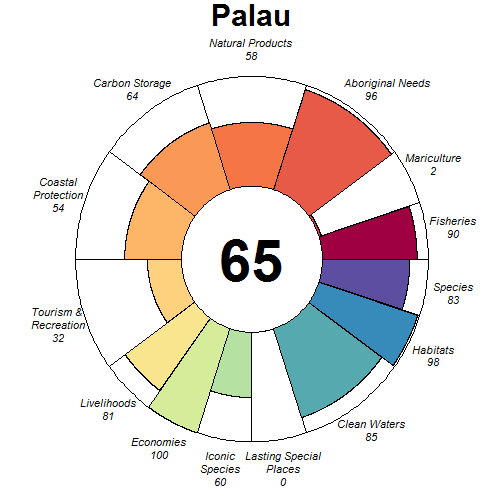 Palau
Natural Products
58
Carbon Storage
64
Aboriginal Needs
96
Mariculture
2
Coastal
Protection
54
Fisheries
90
65
Species
83
Tourism &
Recreation
32
Habitats
98
Livelihoods
81
Clean Waters
85
Economies
100
Iconic
Species
60
Lasting Special
Places
0